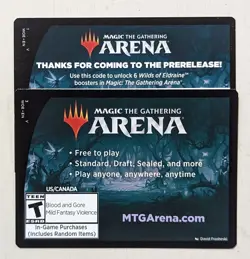 MAGIC THE GATHERING
ARENA
THANKS FOR COMING TO THE PRERELEASE!
Use this code to unlock 6 Wilds of Eldraine™
boosters in Magic: The Gathering Arena!
MAGIC THE GATHERING
ARENA
• Free to play
• Standard, Draft, Sealed, and more
• Play anyone, anywhere, anytime
US/CANADA
TEEN
T
Blood and Gore
Mild Fantasy Violence
In-Game Purchases
(Includes Random Items)
MTGArena.com